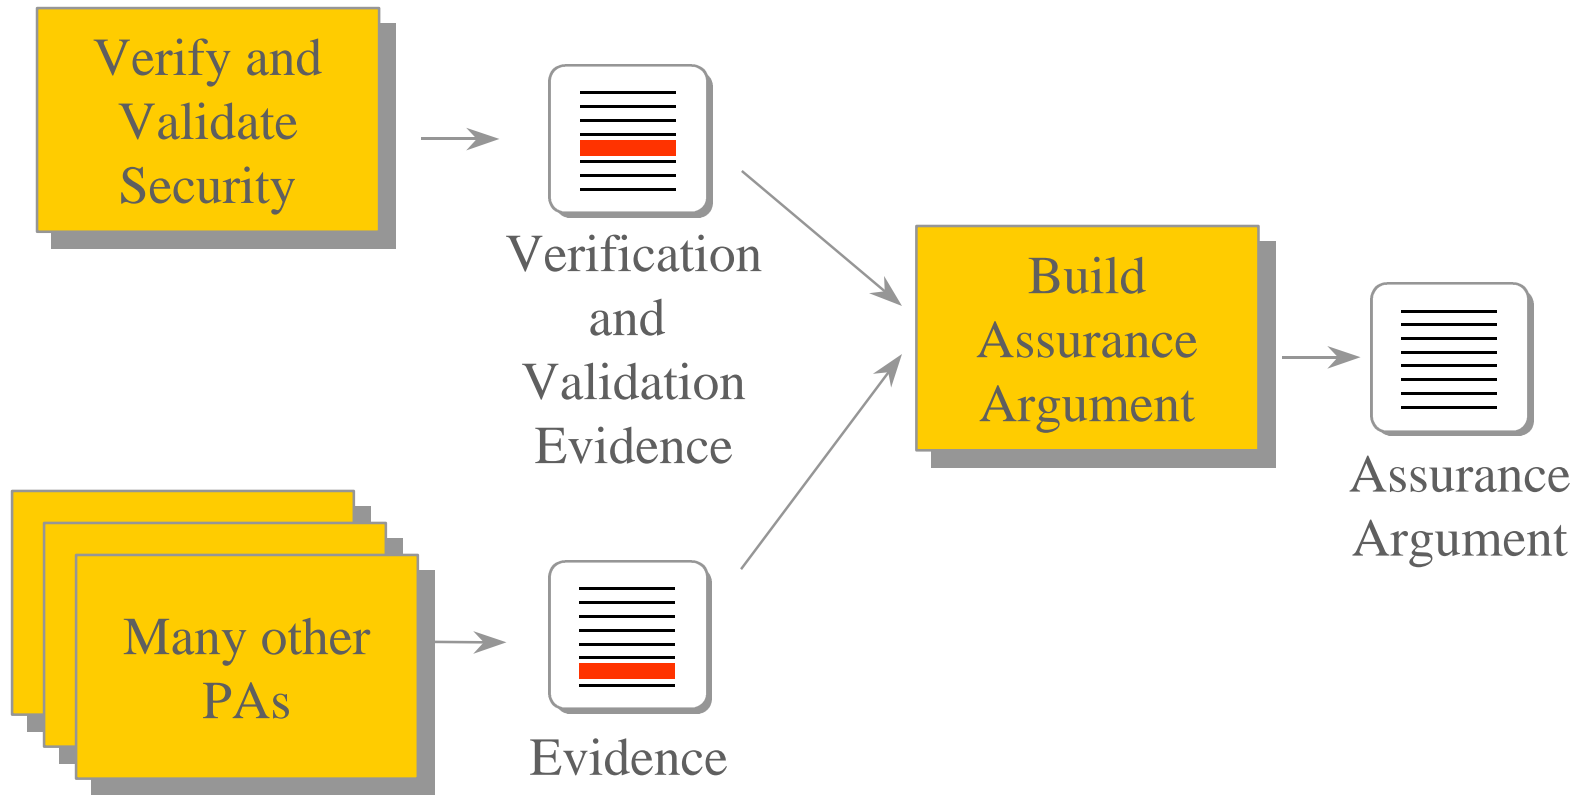 Verify and
Validate
Security
Verification
and
Validation
Evidence
Build
Assurance
Argument
Assurance
Argument
Many other
PAs
Evidence